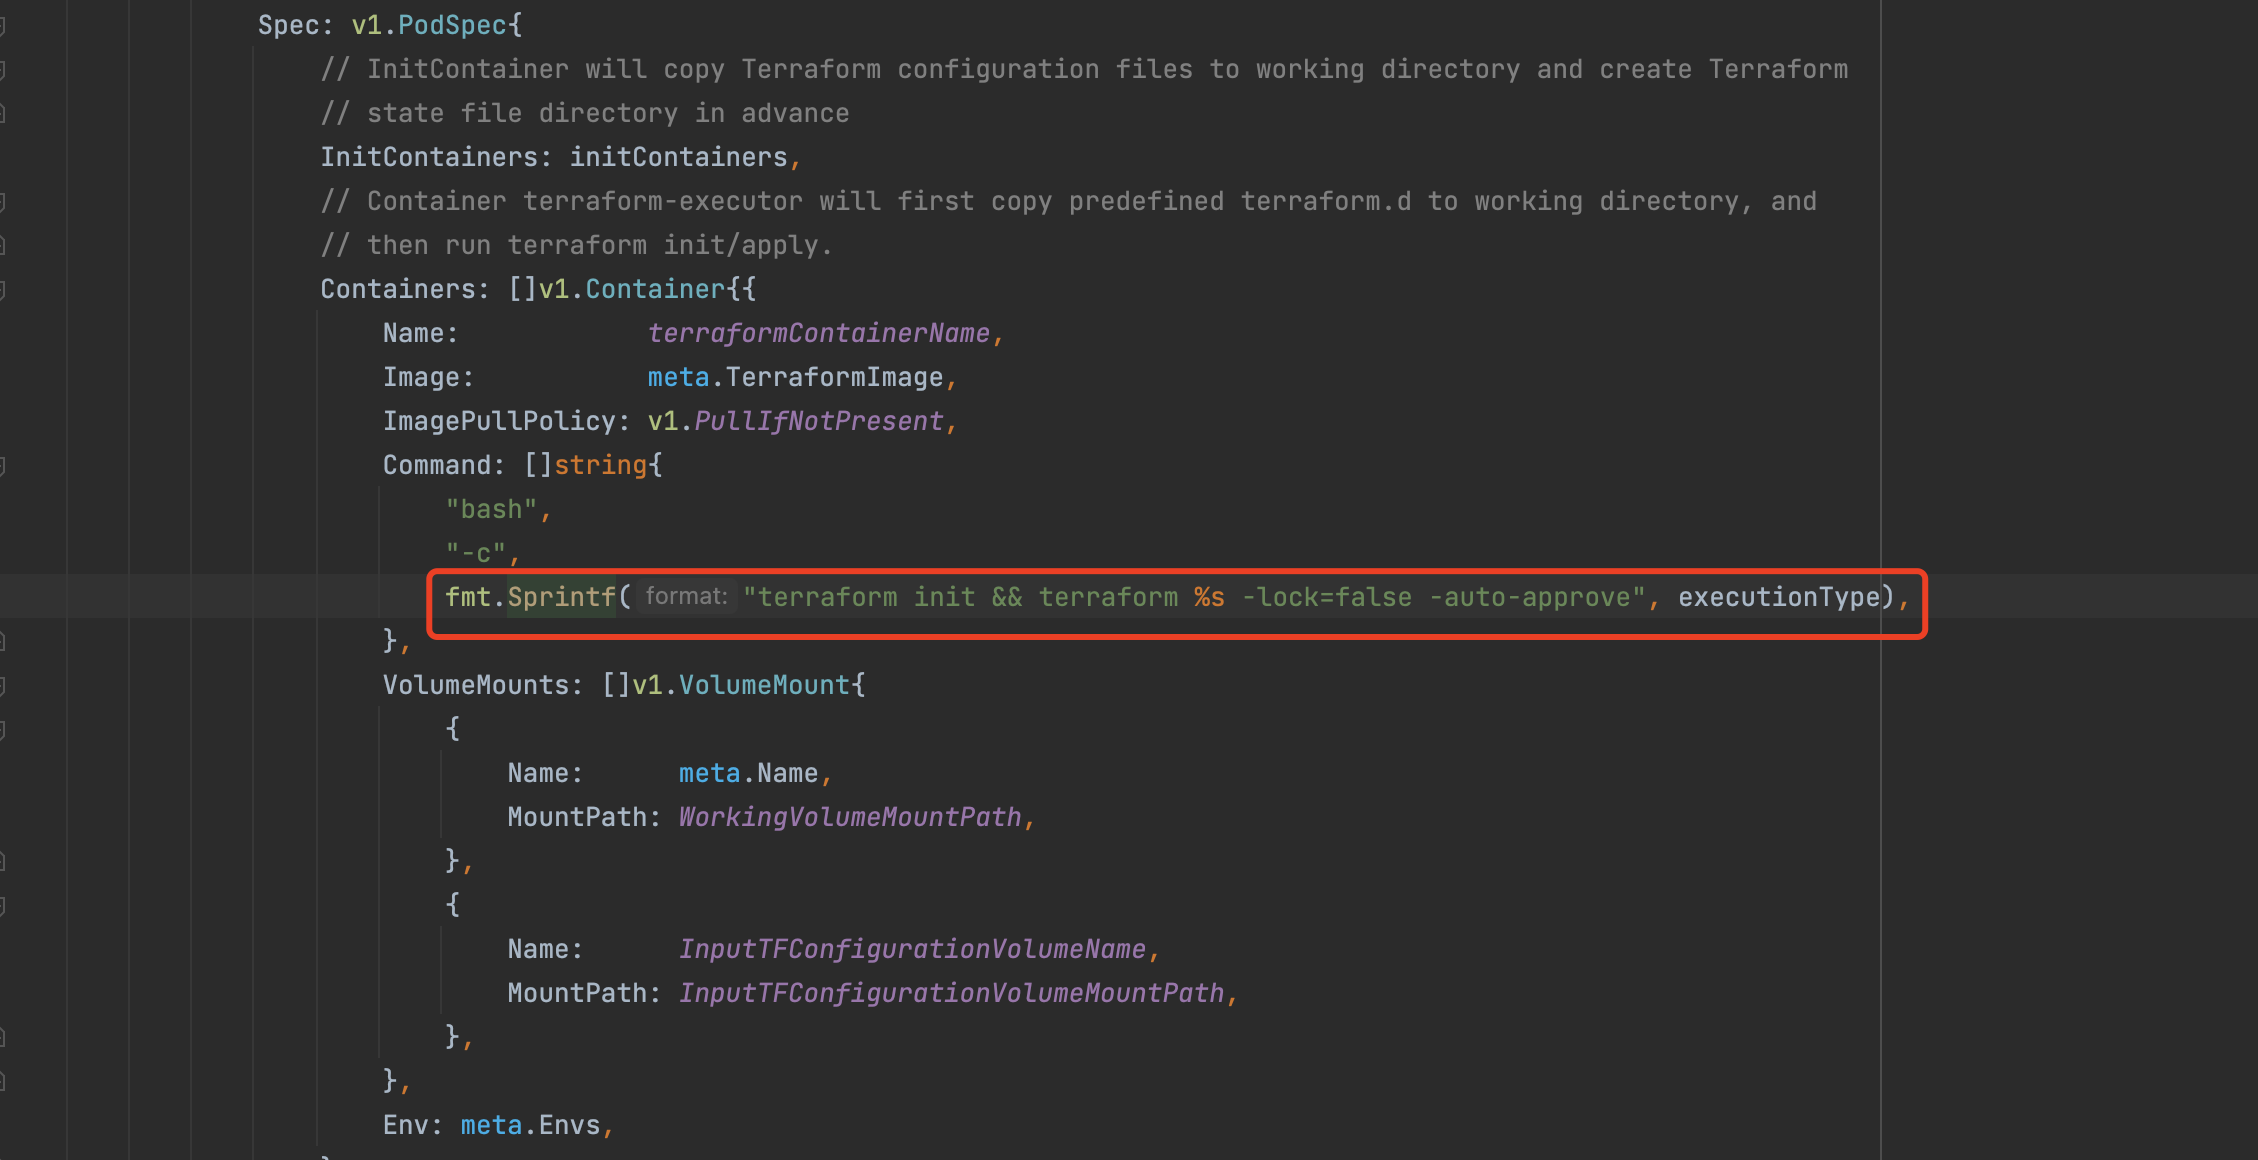 Spec: v1.PodSpec{
// InitContainer will copy Terraform configuration files to working directory and create Terraform
// state file directory in advance
InitContainers: initContainers,
// Container terraform-executor will first copy predefined terraform.d to working directory, and
// then run terraform init/apply.
Containers: []v1.Container{{
Name: terraformContainerName,
Image: meta.TerraformImage,
ImagePullPolicy: v1.PullIfNotPresent,
Command: []string{
"bash",
"-c",
fmt.Sprintf( format: "terraform init && terraform %s -lock=false -auto-approve", executionType),
},
VolumeMounts: []v1.VolumeMount{
{
Name: meta.Name,
MountPath: WorkingVolumeMountPath,
},
{
Name: InputTFConfigurationVolumeName,
MountPath: InputTFConfigurationVolumeMountPath,
},
},
Env: meta.Envs,